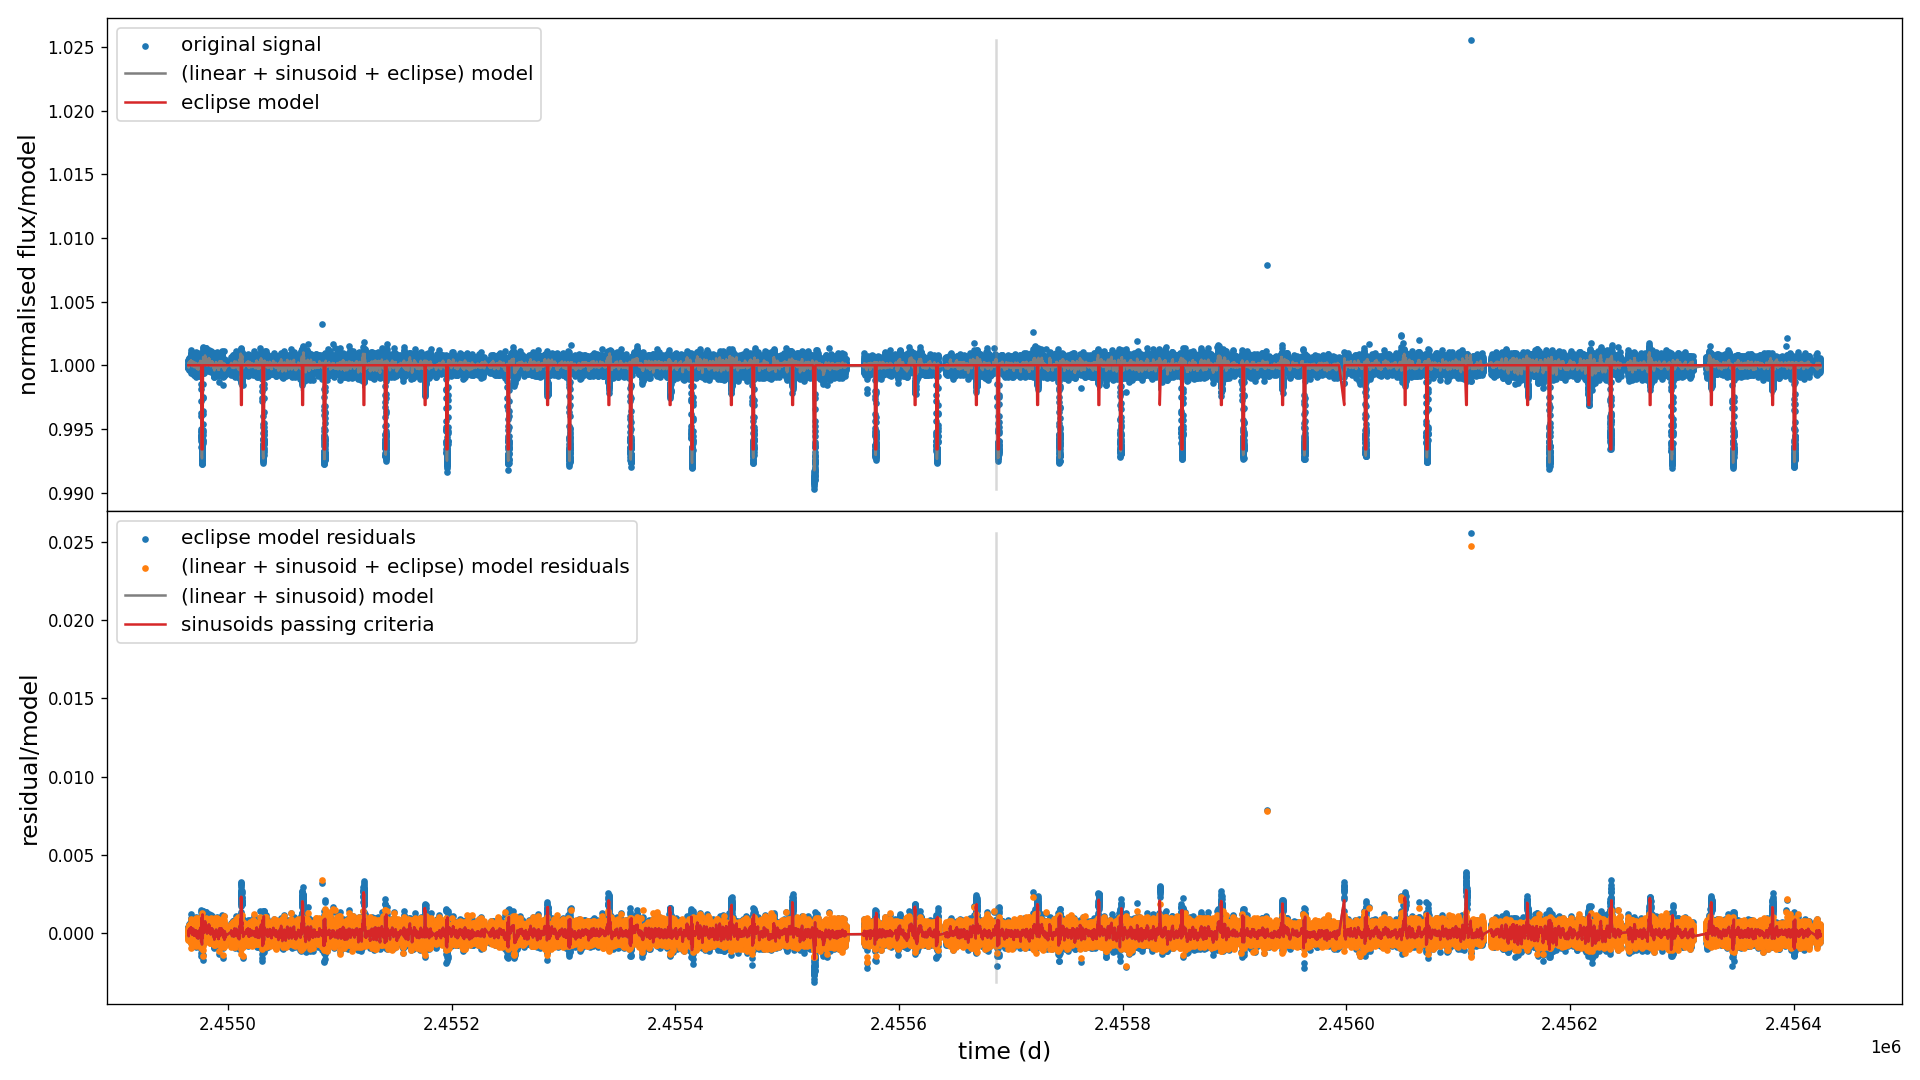 original signal
(linear + sinusoid + eclipse) model
eclipse model
normalised flux/model
1.025
1.020
1.015
1.010
1.005
1.000
0.995
0.990
eclipse model residuals
(linear + sinusoid + eclipse) model residuals
(linear + sinusoid) model
sinusoids passing criteria
residual/model
0.025
0.020
0.015
0.010
0.005
0.000
2.4550 2.4552 2.4554 2.4556 2.4558 2.4560 2.4562 2.4564
time (d)
1e6